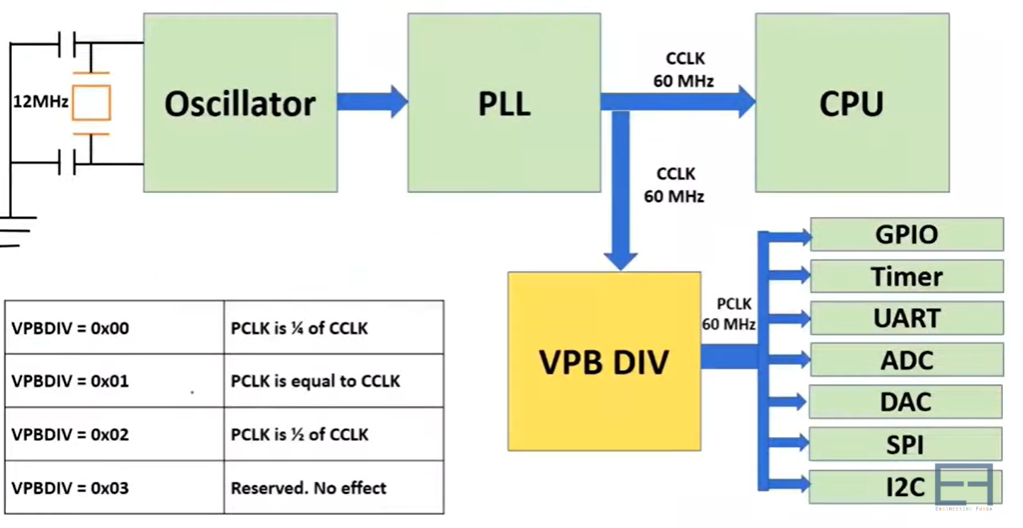 12MHz
Oscillator
PLL
CCLK
60 MHz
CPU
CCLK
60 MHz
VPB DIV
PCLK
60 MHz
GPIO
Timer
UART
ADC
DAC
SPI
I2C
VPBDIV = 0x00 PCLK is ¼ of CCLK
VPBDIV = 0x01 PCLK is equal to CCLK
VPBDIV = 0x02 PCLK is ½ of CCLK
VPBDIV = 0x03 Reserved. No effect